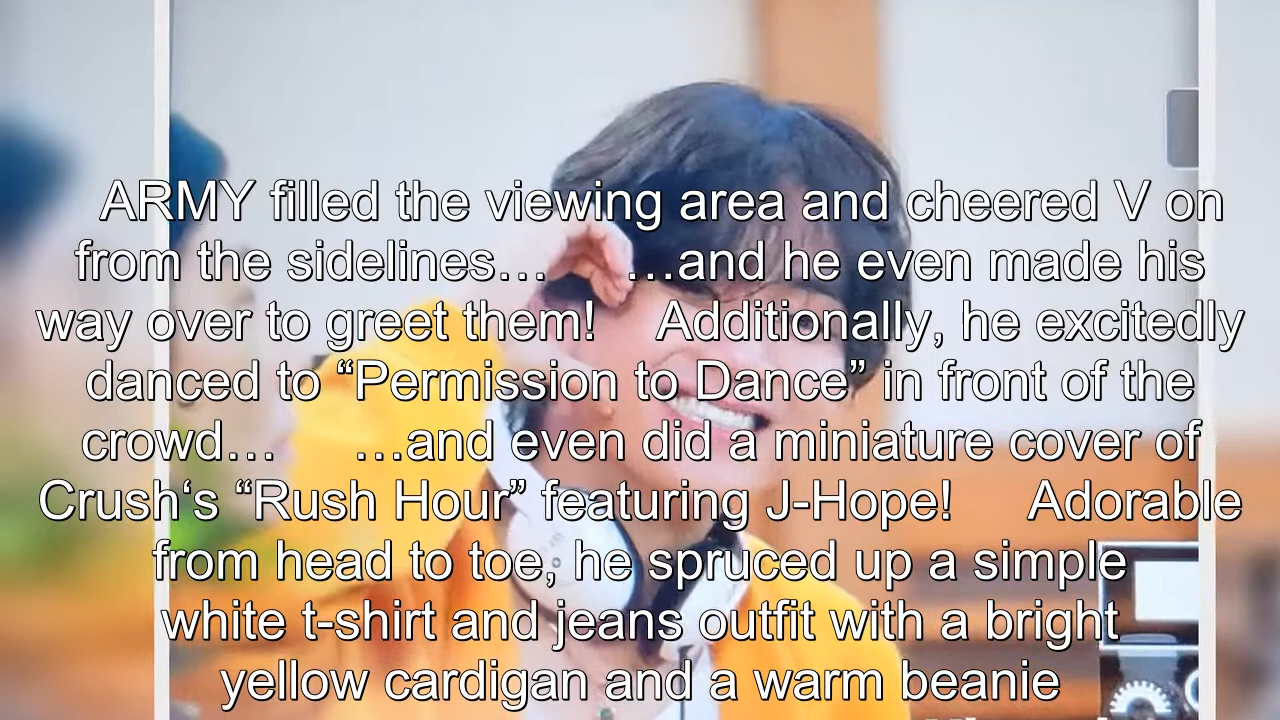 ARMY filled the viewing area and cheered V on
from the sidelines… …and he even made his
way over to greet them! Additionally, he excitedly
danced to “Permission to Dance” in front of the
crowd… …and even did a miniature cover of
Crush‘s “Rush Hour” featuring J-Hope! Adorable
from head to toe, he spruced up a simple
white t-shirt and jeans outfit with a bright
yellow cardigan and a warm beanie